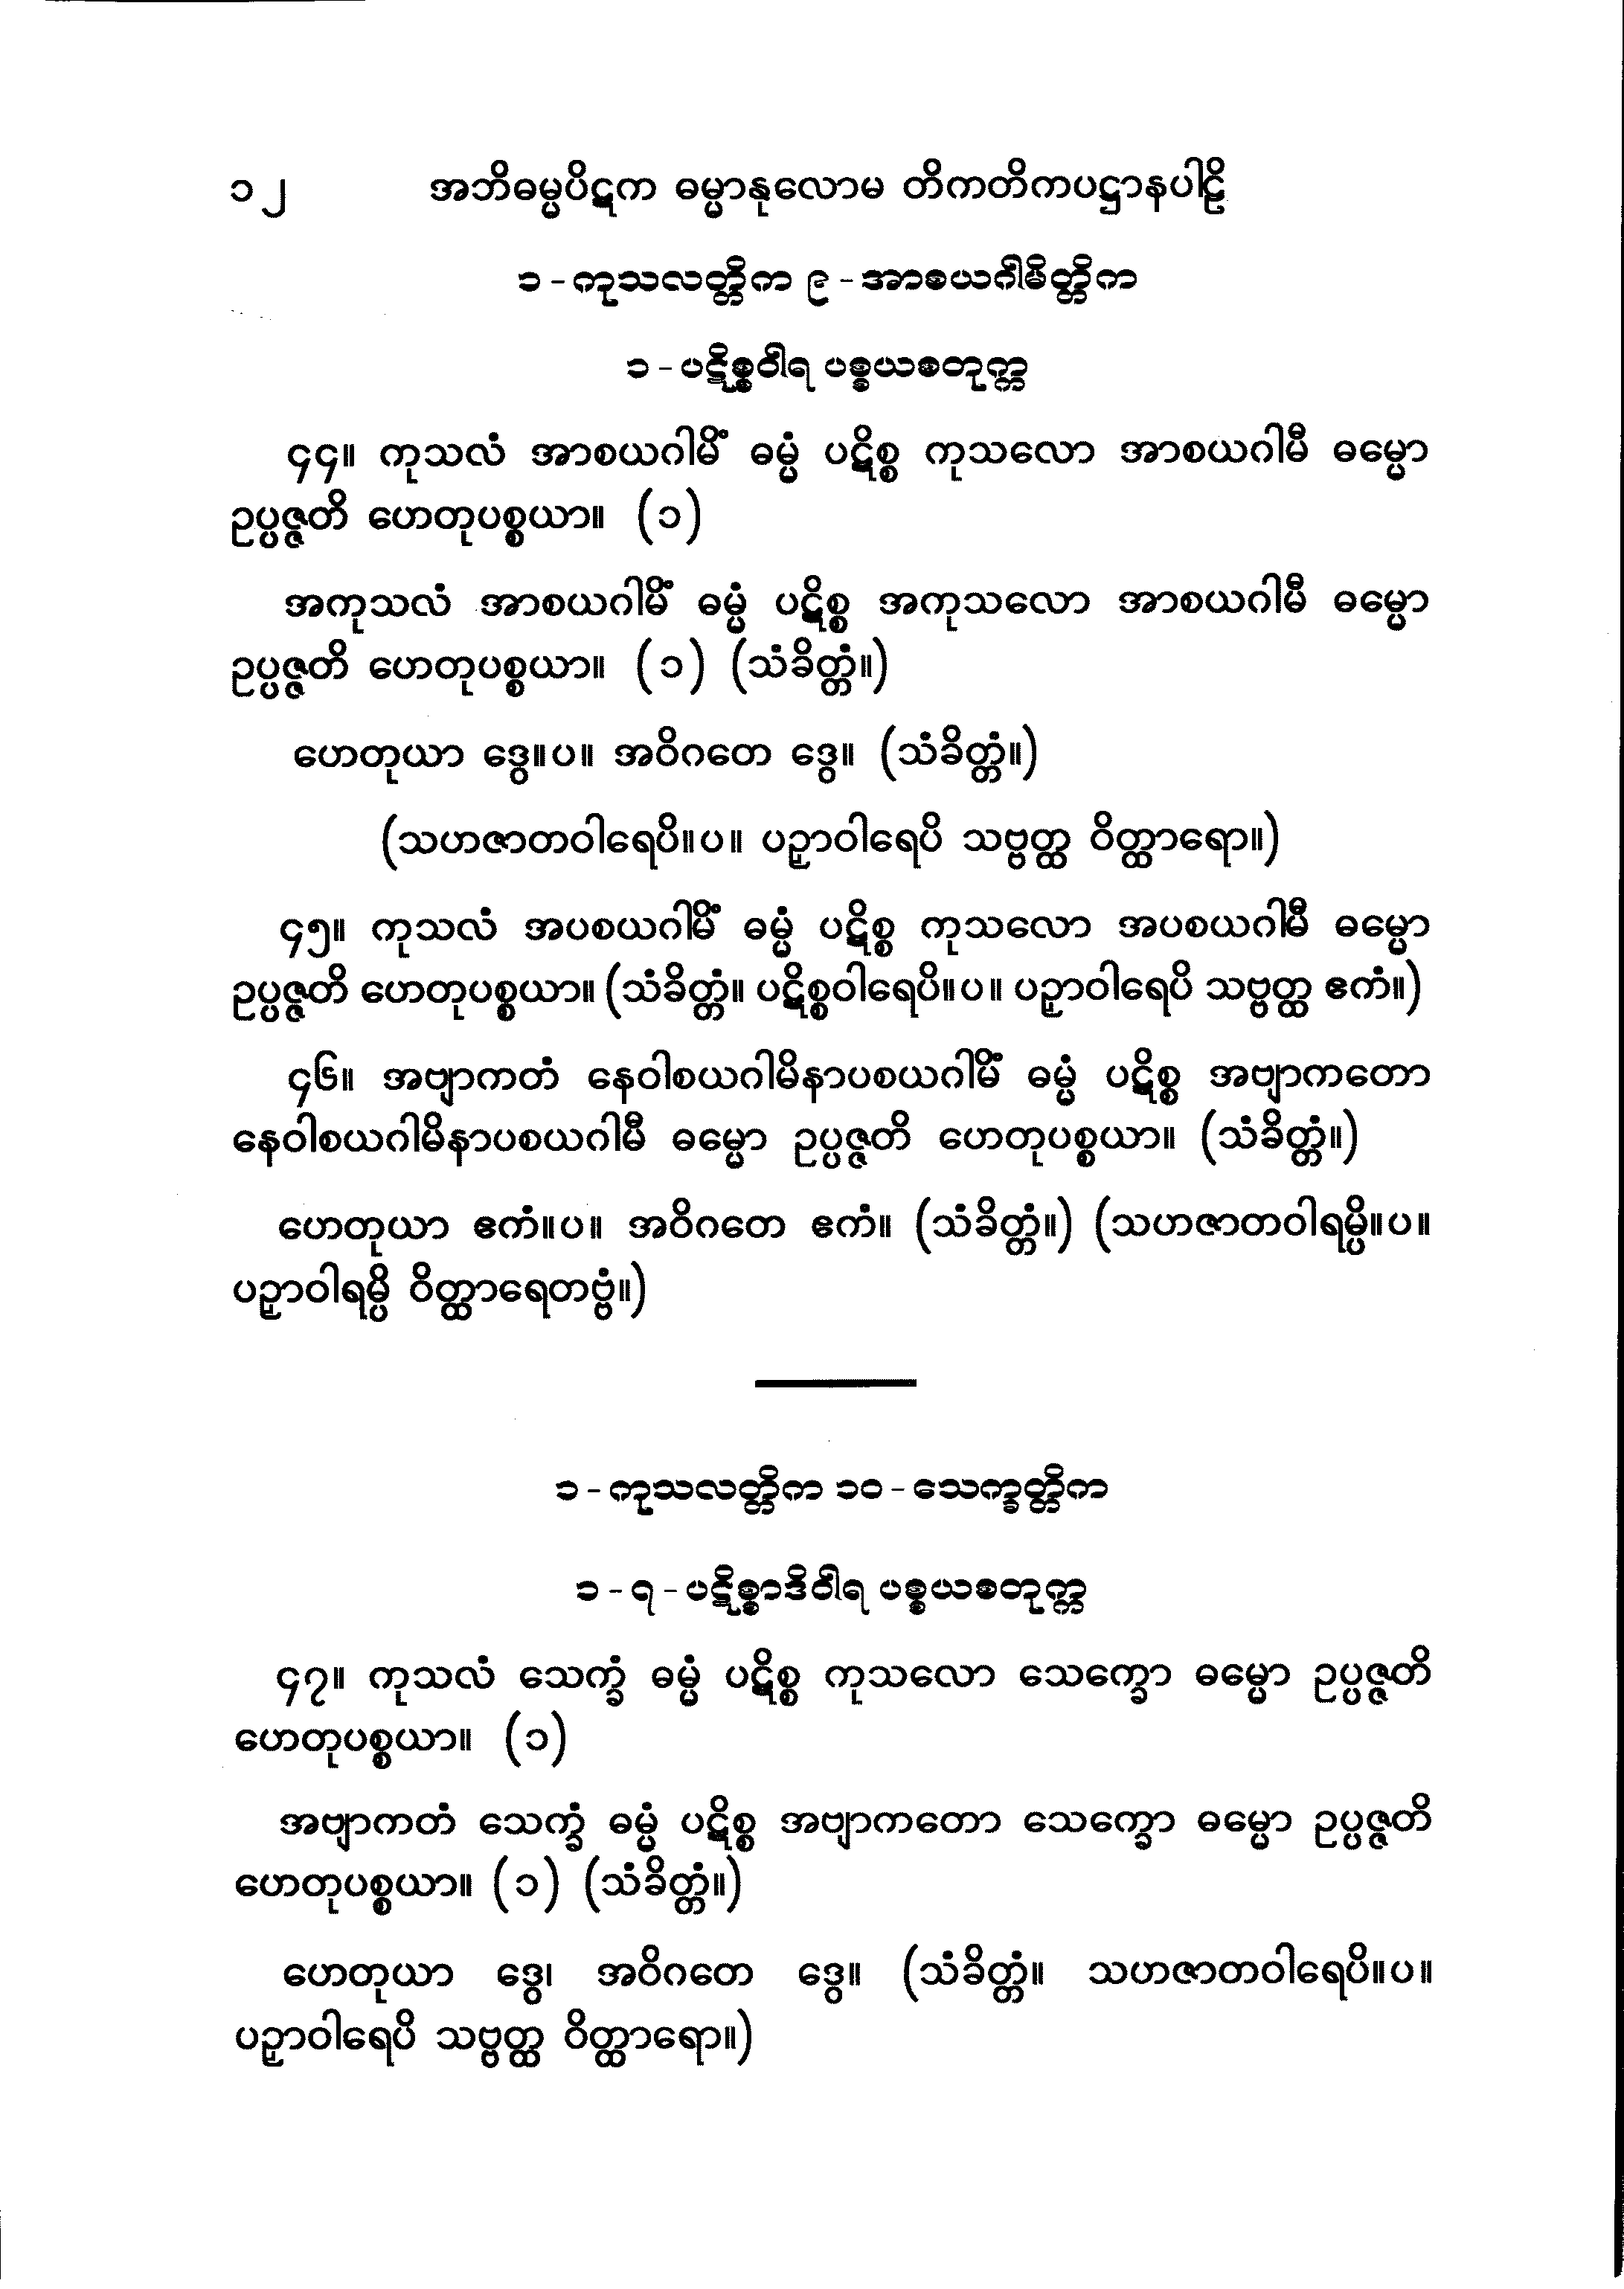 ၁၂ အဘိဓမ္မပိဋက ဓမ္မာနုလောမ တိကတိကပဋ္ဌာနပါဠိ
၁ - ကုသလတ္တိက ၉ - အာစယဂါမိတ္တိက
၁ - ပဋိစ္စဝါရ ပစ္စယစတုက္က
၄၄။ ကုသလံ အာစယဂါမိံ ဓမ္မံ ပဋိစ္စ ကုသလော အာစယဂါမီ ဓမ္မော
ဥပ္ပဇ္ဇတိ ဟေတုပစ္စယာ။ (၁)
အကုသလံ အာစယဂါမိံ ဓမ္မံ ပဋိစ္စ အကုသလော အာစယဂါမီ ဓမ္မော
ဥပ္ပဇ္ဇတိ ဟေတုပစ္စယာ။ (၁) (သံခိတ္တံ။)
ဟေတုယာ ဒွေ။ပ။ အဝိဂတေ ဒွေ။ (သံခိတ္တံ။)
(သဟဇာတဝါရေပိ။ပ။ ပဉှာဝါရေပိ သဗ္ဗတ္ထ ဝိတ္ထာရော။)
၄၅။ ကုသလံ အပစယဂါမိံ ဓမ္မံ ပဋိစ္စ ကုသလော အပစယဂါမီ ဓမ္မော
ဥပ္ပဇ္ဇတိ ဟေတုပစ္စယာ။ (သံခိတ္တံ။ ပဋိစ္စဝါရေပိ။ပ။ ပဉှာဝါရေပိ သဗ္ဗတ္ထ ဧကံ။)
၄၆။ အဗျာကတံ နေဝါစယဂါမိနာပစယဂါမိံ ဓမ္မံ ပဋိစ္စ အဗျာကတော
နေဝါစယဂါမိနာပစယဂါမီ ဓမ္မော ဥပ္ပဇ္ဇတိ ဟေတုပစ္စယာ။ (သံခိတ္တံ။)
ဟေတုယာ ဧကံ။ပ။ အဝိဂတေ ဧကံ။ (သံခိတ္တံ။) (သဟဇာတဝါရမ္ပိ။ပ။
ပဉှာဝါရမ္ပိ ဝိတ္ထာရေတဗ္ဗံ။)
၁ - ကုသလတ္တိက ၁၀ - သေက္ခတ္တိက
၁ - ၇ - ပဋိစ္စာဒိဝါရ ပစ္စယစတုက္က
၄၇။ ကုသလံ သေက္ခံ ဓမ္မံ ပဋိစ္စ ကုသလော သေက္ခော ဓမ္မော ဥပ္ပဇ္ဇတိ
ဟေတုပစ္စယာ။ (၁)
အဗျာကတံ သေက္ခံ ဓမ္မံ ပဋိစ္စ အဗျာကတော သေက္ခော ဓမ္မော ဥပ္ပဇ္ဇတိ
ဟေတုပစ္စယာ။ (၁) (သံခိတ္တံ။)
ဟေတုယာ ဒွေ၊ အဝိဂတေ ဒွေ။ (သံခိတ္တံ။ သဟဇာတဝါရေပိ။ပ။
ပဉှာဝါရေပိ သဗ္ဗတ္ထ ဝိတ္ထာရော။)